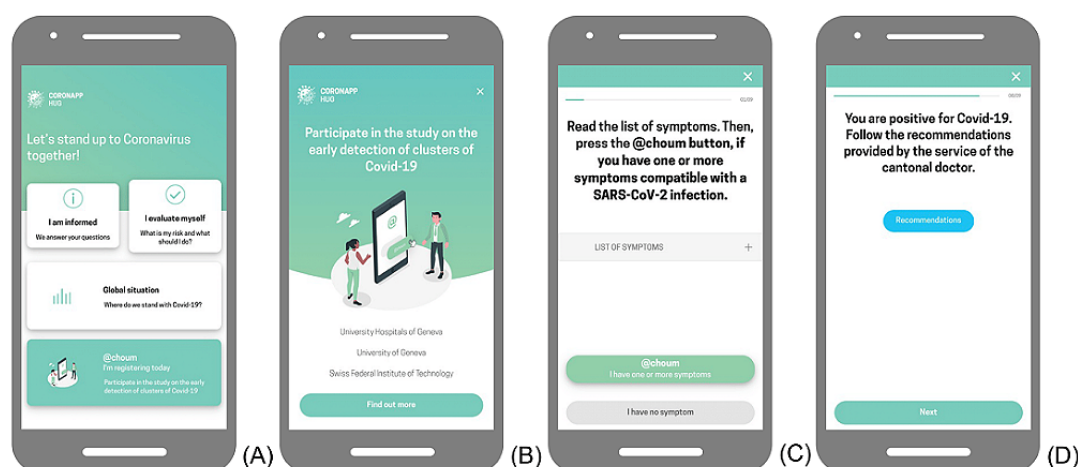 CORONAPP
HUG
Let's stand up to Coronavirus
together!
I am informed
We answer your questions
I evaluate myself
What is my risk and what
should I do?
Global situation
Where do we stand with Covid-19?
@choum
I'm registering today
Participate in the study on the early
detection of clusters of Covid-19
(A)
CORONAPP
HUG
Participate in the study on the
early detection of clusters of
Covid-19
@
University Hospitals of Geneva
University of Geneva
Swiss Federal Institute of Technology
Find out more
(B)
Read the list of symptoms. Then,
press the @choum button, if
you have one or more
symptoms compatible with a
SARS-CoV-2 infection.
LIST OF SYMPTOMS
@choum
I have one or more symptoms
I have no symptom
(C)
You are positive for Covid-19.
Follow the recommendations
provided by the service of the
cantonal doctor.
Recommendations
Next
(D)